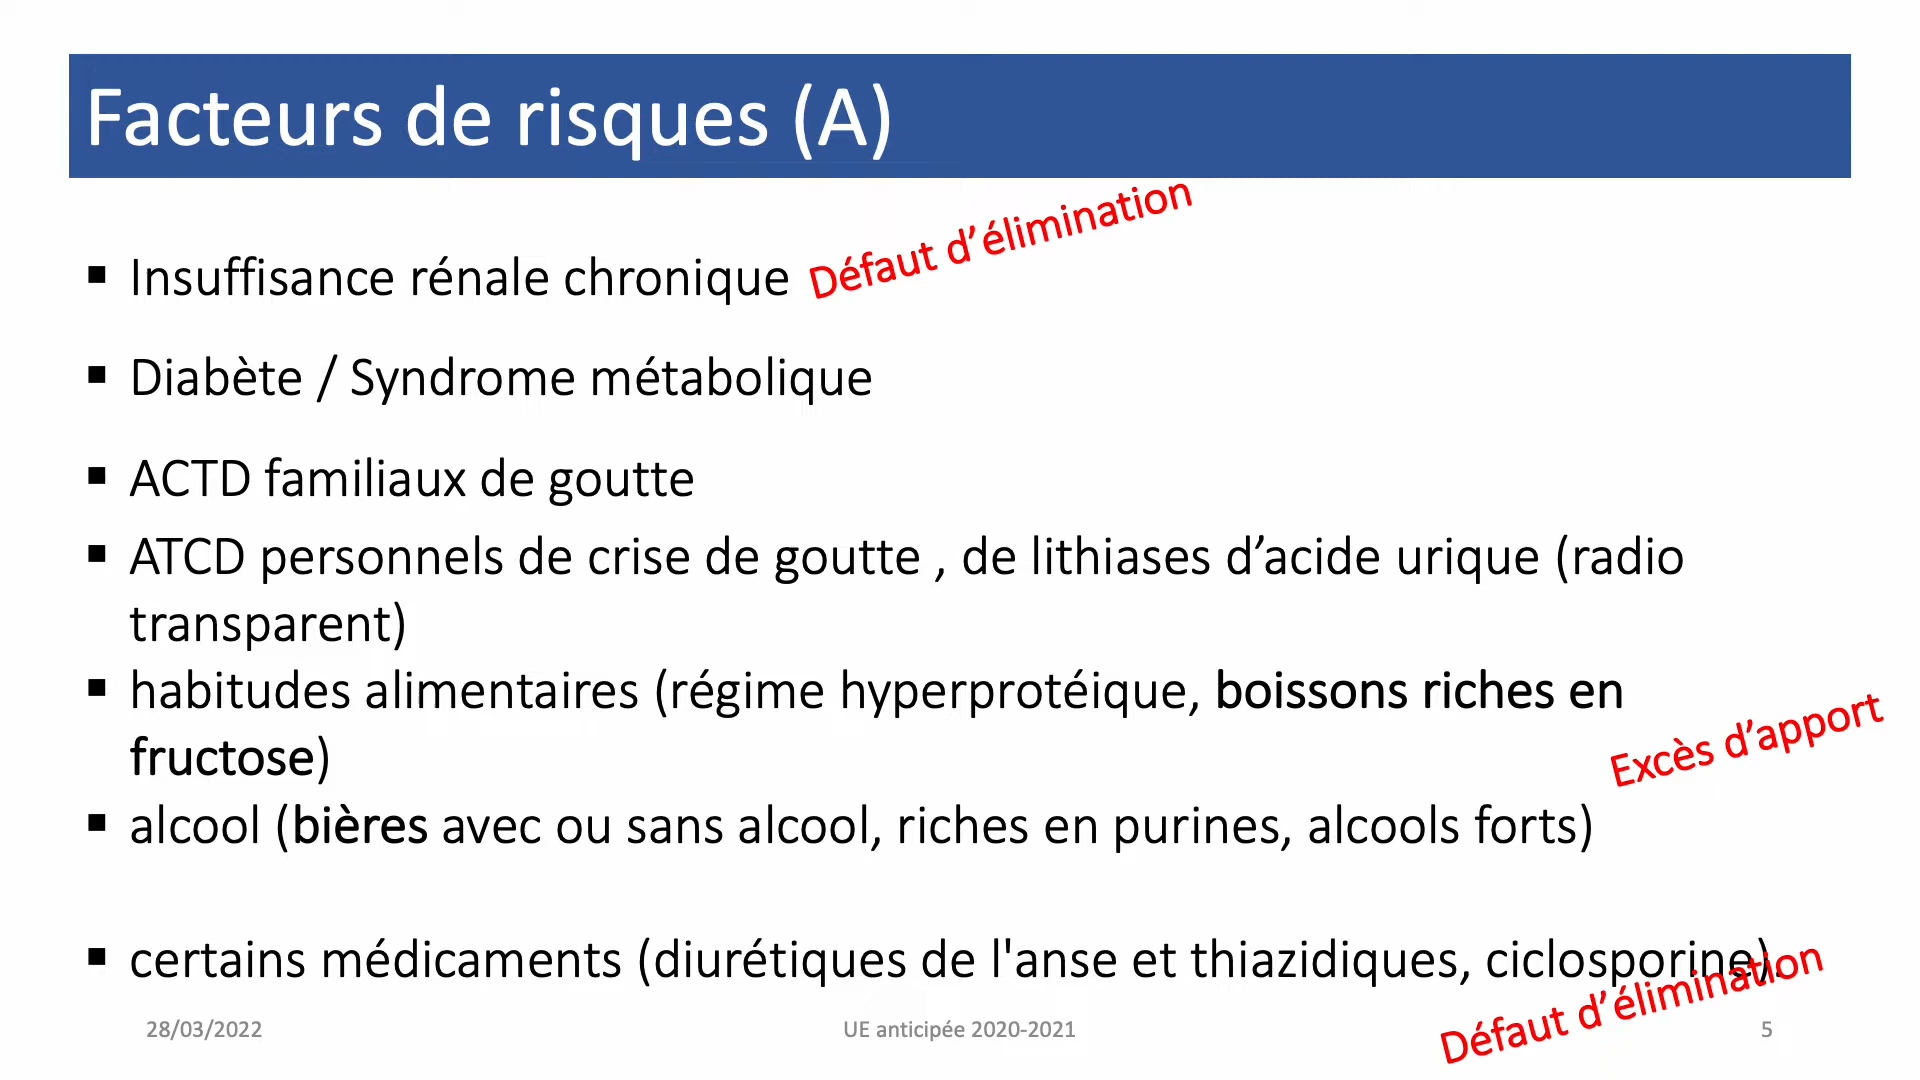 Facteurs de risques (A)
▪ Insuffisance rénale chronique Défaut d’élimination
▪ Diabète / Syndrome métabolique
▪ ACTD familiaux de goutte
▪ ATCD personnels de crise de goutte , de lithiases d’acide urique (radio
transparent)
▪ habitudes alimentaires (régime hyperprotéique, boissons riches en
fructose)
Excès d’apport
▪ alcool (bières avec ou sans alcool, riches en purines, alcools forts)
▪ certains médicaments (diurétiques de l'anse et thiazidiques, ciclosporine).
Défaut d’élimination
28/03/2022
UE anticipée 2020-2021
5